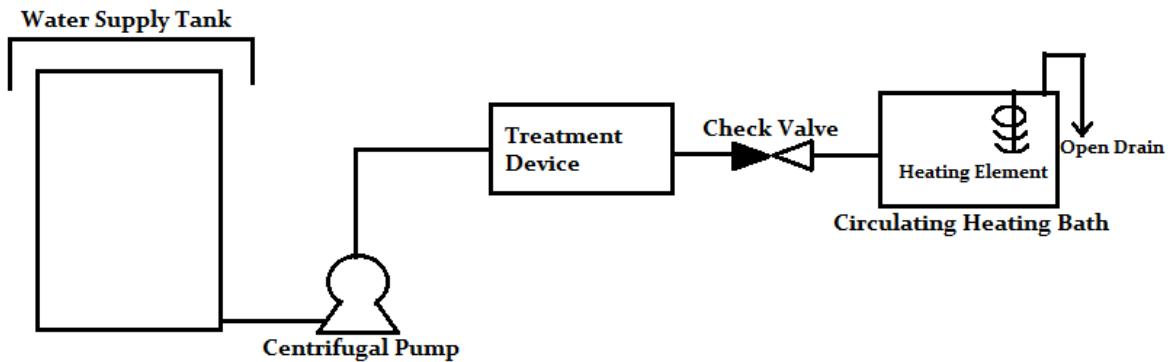 Water Supply Tank
Treatment
Device
Check Valve
Open Drain
Heating Element
Circulating Heating Bath
Centrifugal Pump